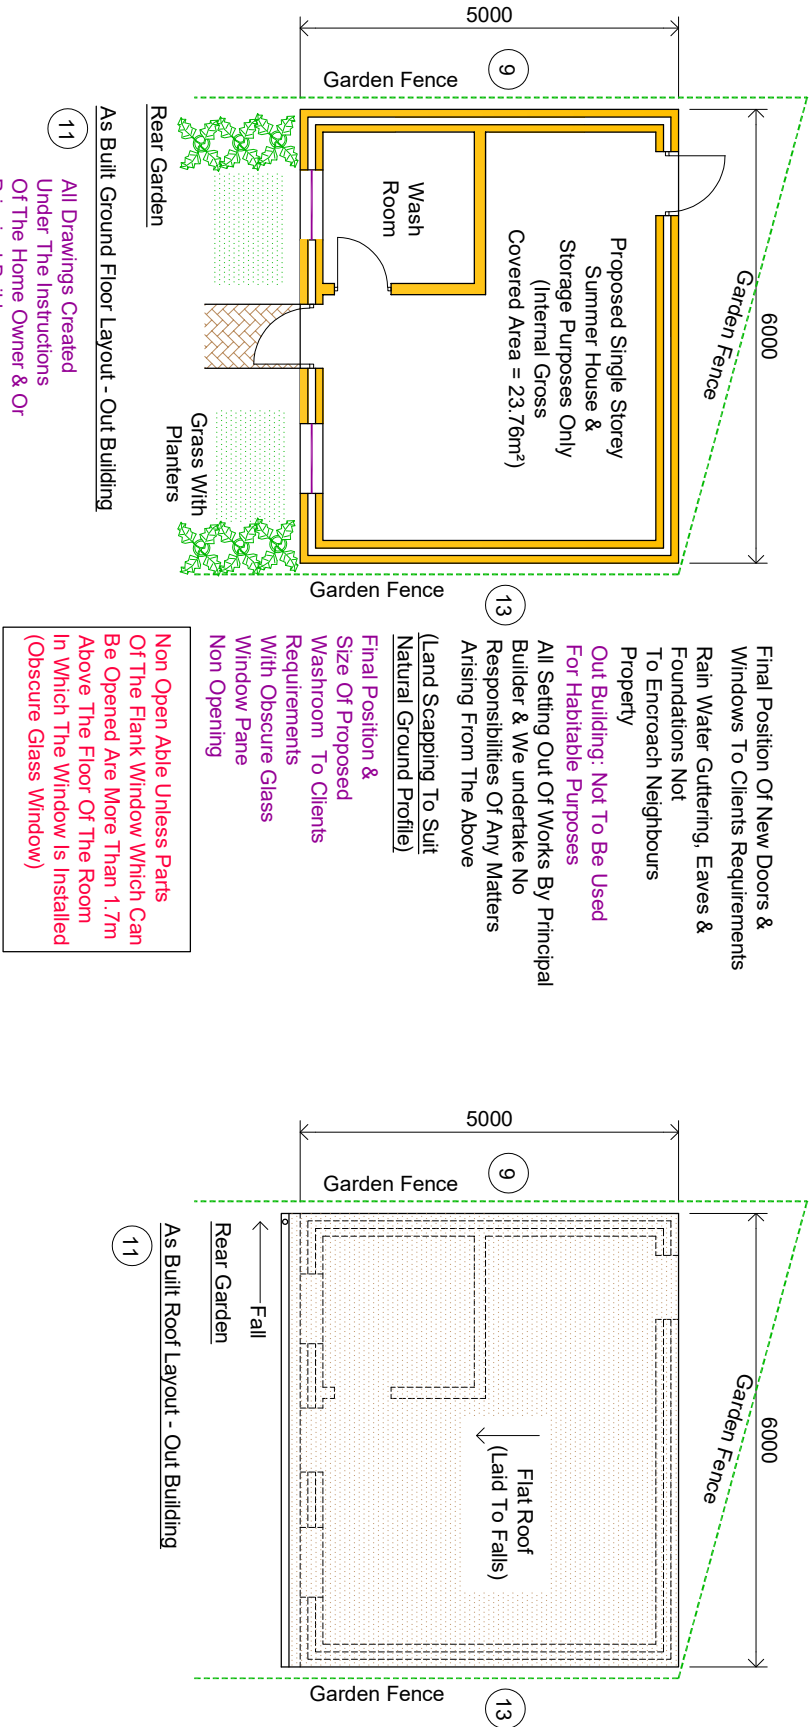 5000
9
Garden Fence
6000
Garden Fence
Proposed Single Storey
Summer House &
Storage Purposes Only
(Internal Gross
Covered Area = 23.76m²)
Wash
Room
Grass With
Planters
Rear Garden
As Built Ground Floor Layout - Out Building
11
All Drawings Created
Under The Instructions
Of The Home Owner & Or
Garden Fence
13
Final Position Of New Doors &
Windows To Clients Requirements
Rain Water Guttering, Eaves &
Foundations Not
To Encroach Neighbours
Property
Out Building: Not To Be Used
For Habitable Purposes
All Setting Out Of Works By Principal
Builder & We undertake No
Responsibilities Of Any Matters
Arising From The Above
(Land Scapping To Suit
Natural Ground Profile)
Final Position &
Size Of Proposed
Washroom To Clients
Requirements
With Obscure Glass
Window Pane
Non Opening
Non Open Able Unless Parts
Of The Flank Window Which Can
Be Opened Are More Than 1.7m
Above The Floor Of The Room
In Which The Window Is Installed
(Obscure Glass Window)
5000
9
Garden Fence
6000
Garden Fence
Flat Roof
(Laid To Falls)
Fall
Rear Garden
As Built Roof Layout - Out Building
11
Garden Fence
13